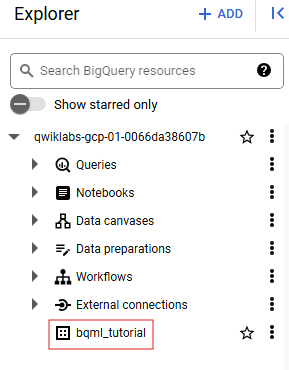 Explorer
+ ADD
Search BigQuery resources
Show starred only
qwiklabs-gcp-01-0066da38607b
Queries
Notebooks
Data canvases
Data preparations
Workflows
External connections
bqml_tutorial